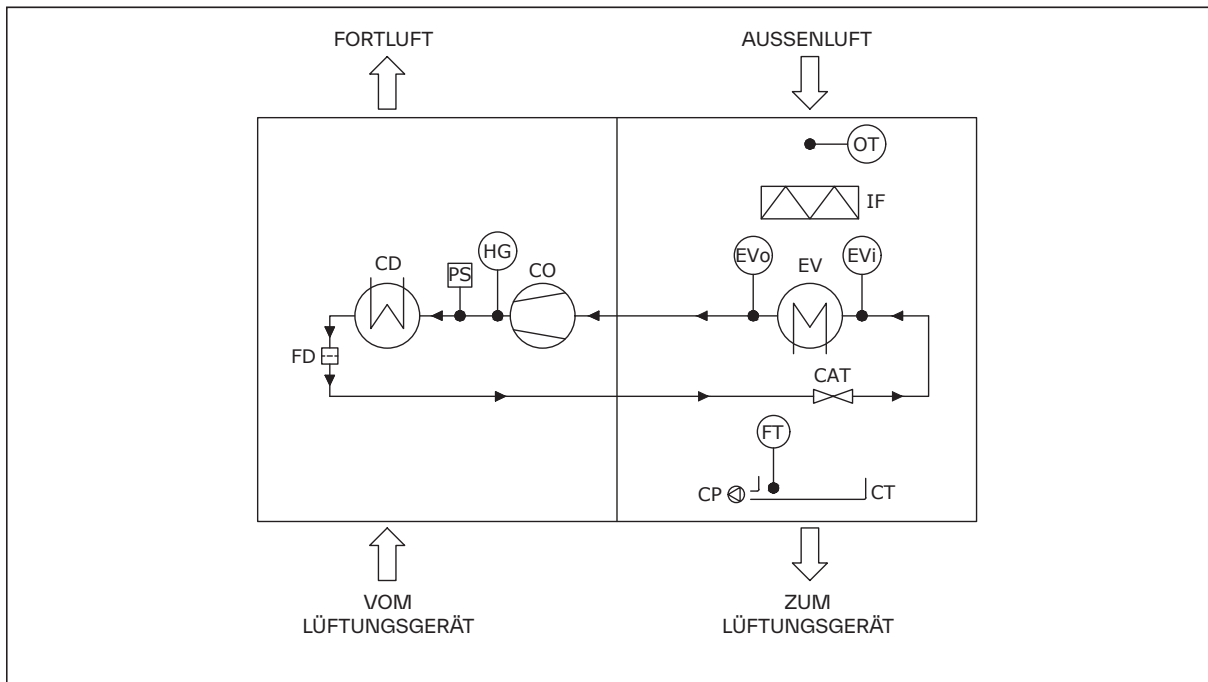 FORTLUFT
AUSSENLUFT
OT
IF
HG
CD
PS
CO
EVo
EV
EVi
FD
CAT
FT
CP
CT
VOM
LÜFTUNGSGERÄT
ZUM
LÜFTUNGSGERÄT